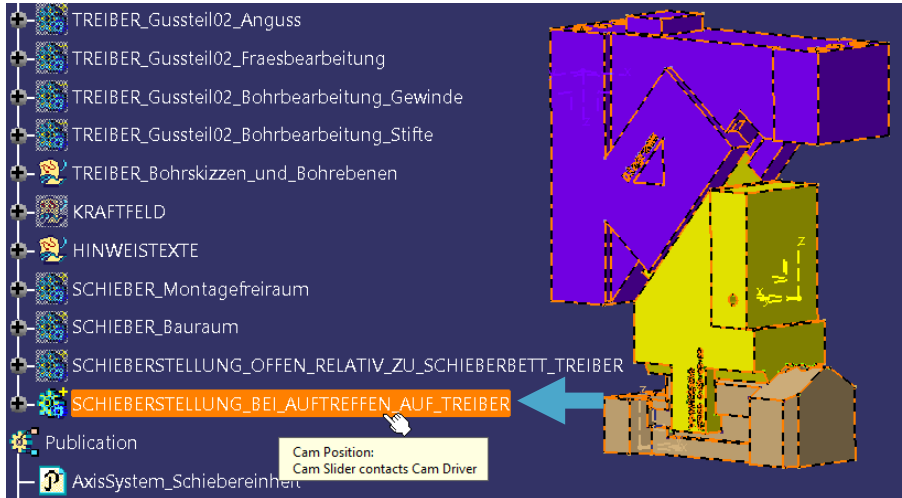 TREIBER_Gussteil02_Anguss
TREIBER_Gussteil02_Fraesbearbeitung
TREIBER_Gussteil02_Bohrbearbeitung_Gewinde
TREIBER_Gussteil02_Bohrbearbeitung_Stifte
TREIBER_Bohrskizzen_und_Bohrebenen
KRAFTFELD
HINWEISTEXTE
SCHIEBER_Montagefreiraum
SCHIEBER_Bauraum
SCHIEBERSTELLUNG_OFFEN_RELATIV_ZU_SCHIEBERBETT_TREIBER
SCHIEBERSTELLUNG_BEI_AUFTREFFEN_AUF_TREIBER
Publication
Cam Position:
Cam Slider contacts Cam Driver
AxisSystem_Schiebereinheit
z
z